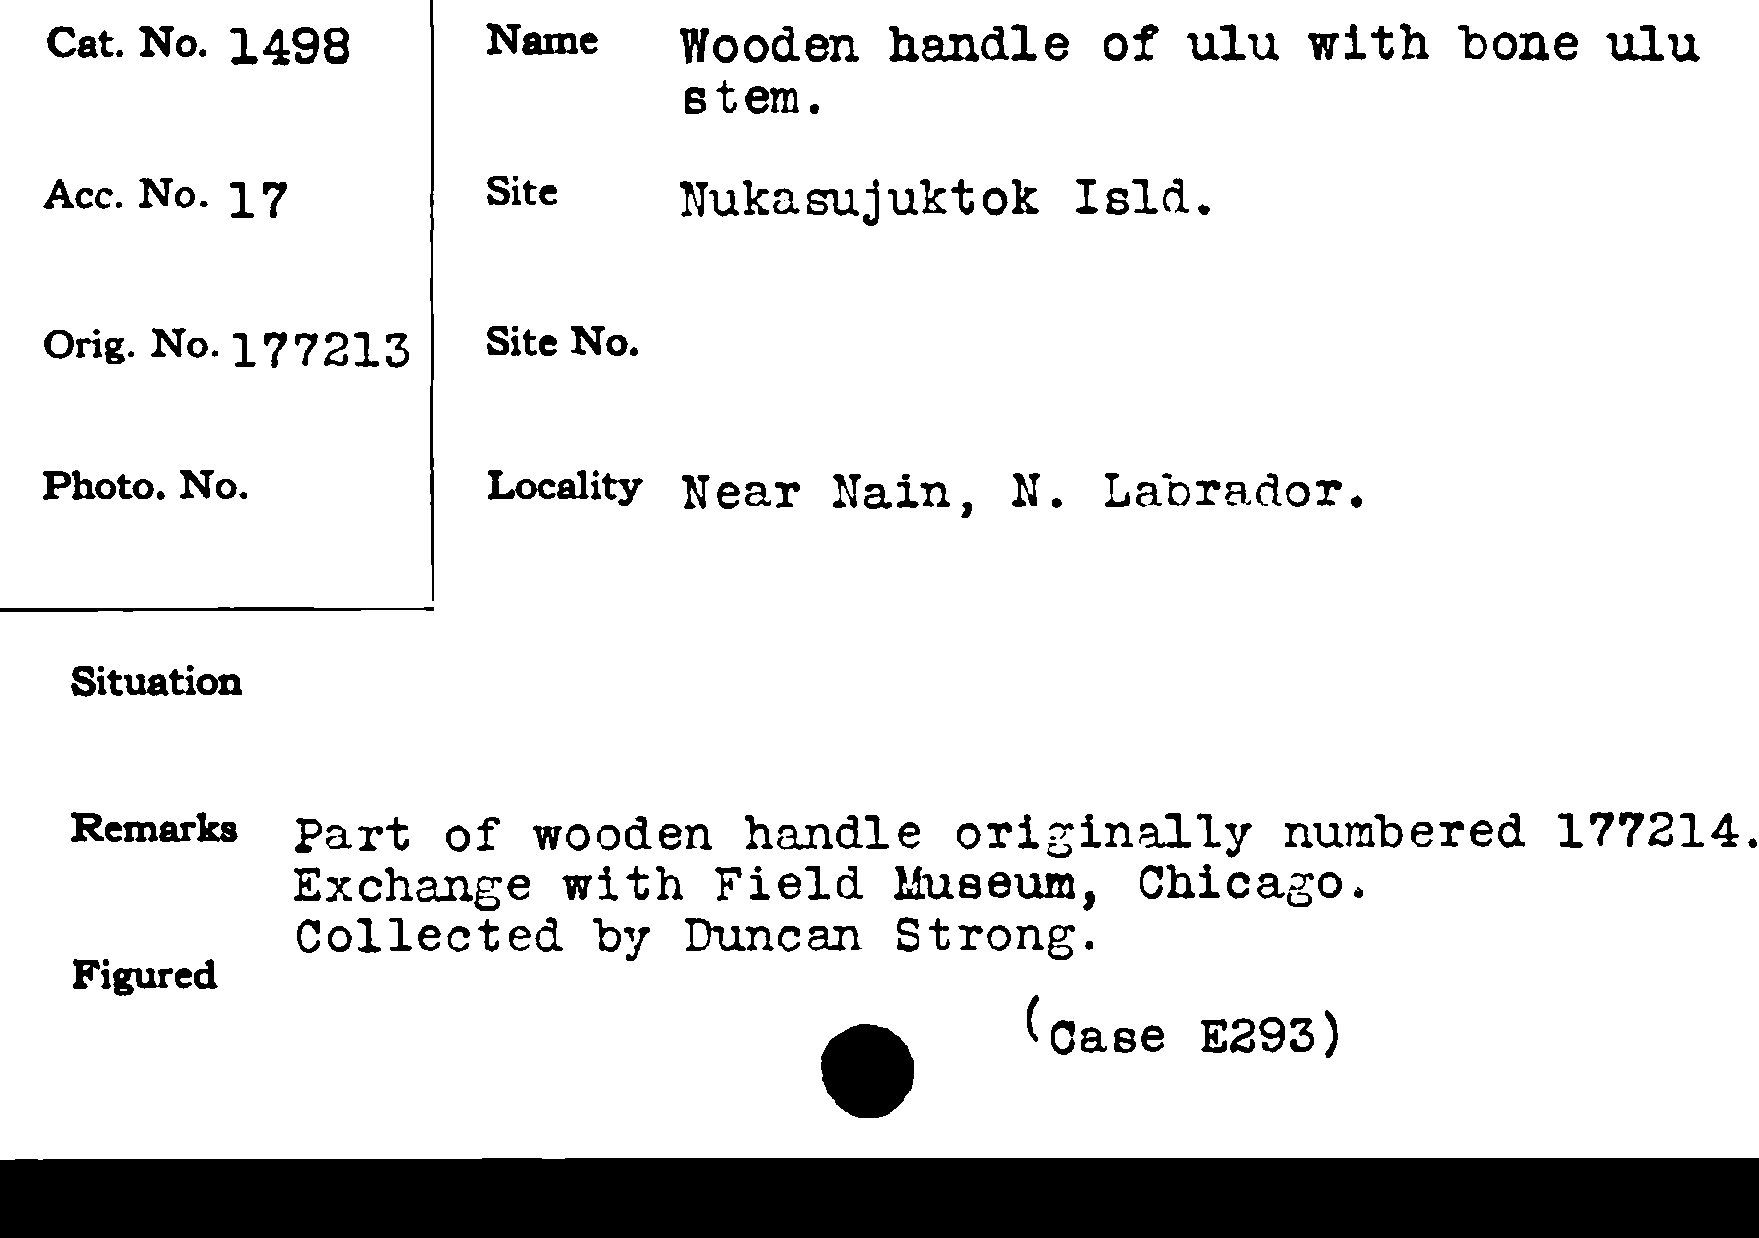 Cat. No. 1498
Name Wooden handle of ulu with bone ulu
stem.
Acc. No. 17
Site Nukasujuktok Isld.
Orig. No. 177213
Site No.
Photo. No.
Locality Near Nain, N. Labrador.
Situation
Remarks Part of wooden handle originally numbered 177214.
Exchange with Field Museum, Chicago.
Collected by Duncan Strong.
Figured
(Case E293)